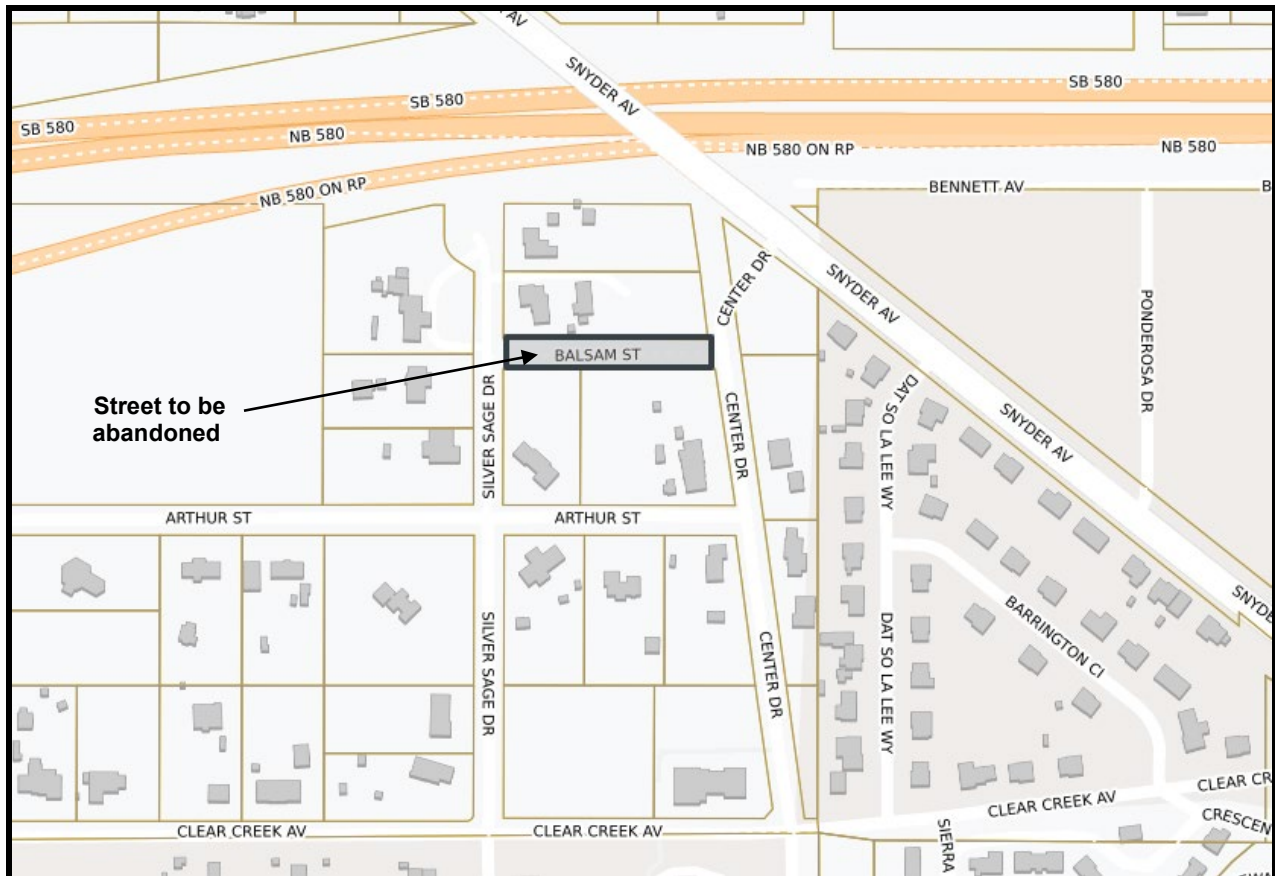 AV
SNYDER AV
SB 580
SB 580
SB 580
NB 580
NB 580 ON RP
NB 580
NB 580 ON RP
BENNETT AV
B
CENTER DR
SNYDER AV
PONDEROSA DR
BALSAM ST
Street to be
abandoned
SILVER SAGE DR
CENTER DR
DAT SO LA LEE WY
SNYDER AV
ARTHUR ST
ARTHUR ST
SILVER SAGE DR
CENTER DR
DAT SO LA LEE WY
BARRINGTON CI
SNYDE
CLEAR CREEK AV
CLEAR CREEK AV
CLEAR CREEK AV
CLEAR CR
CRESCEN
SIERRA